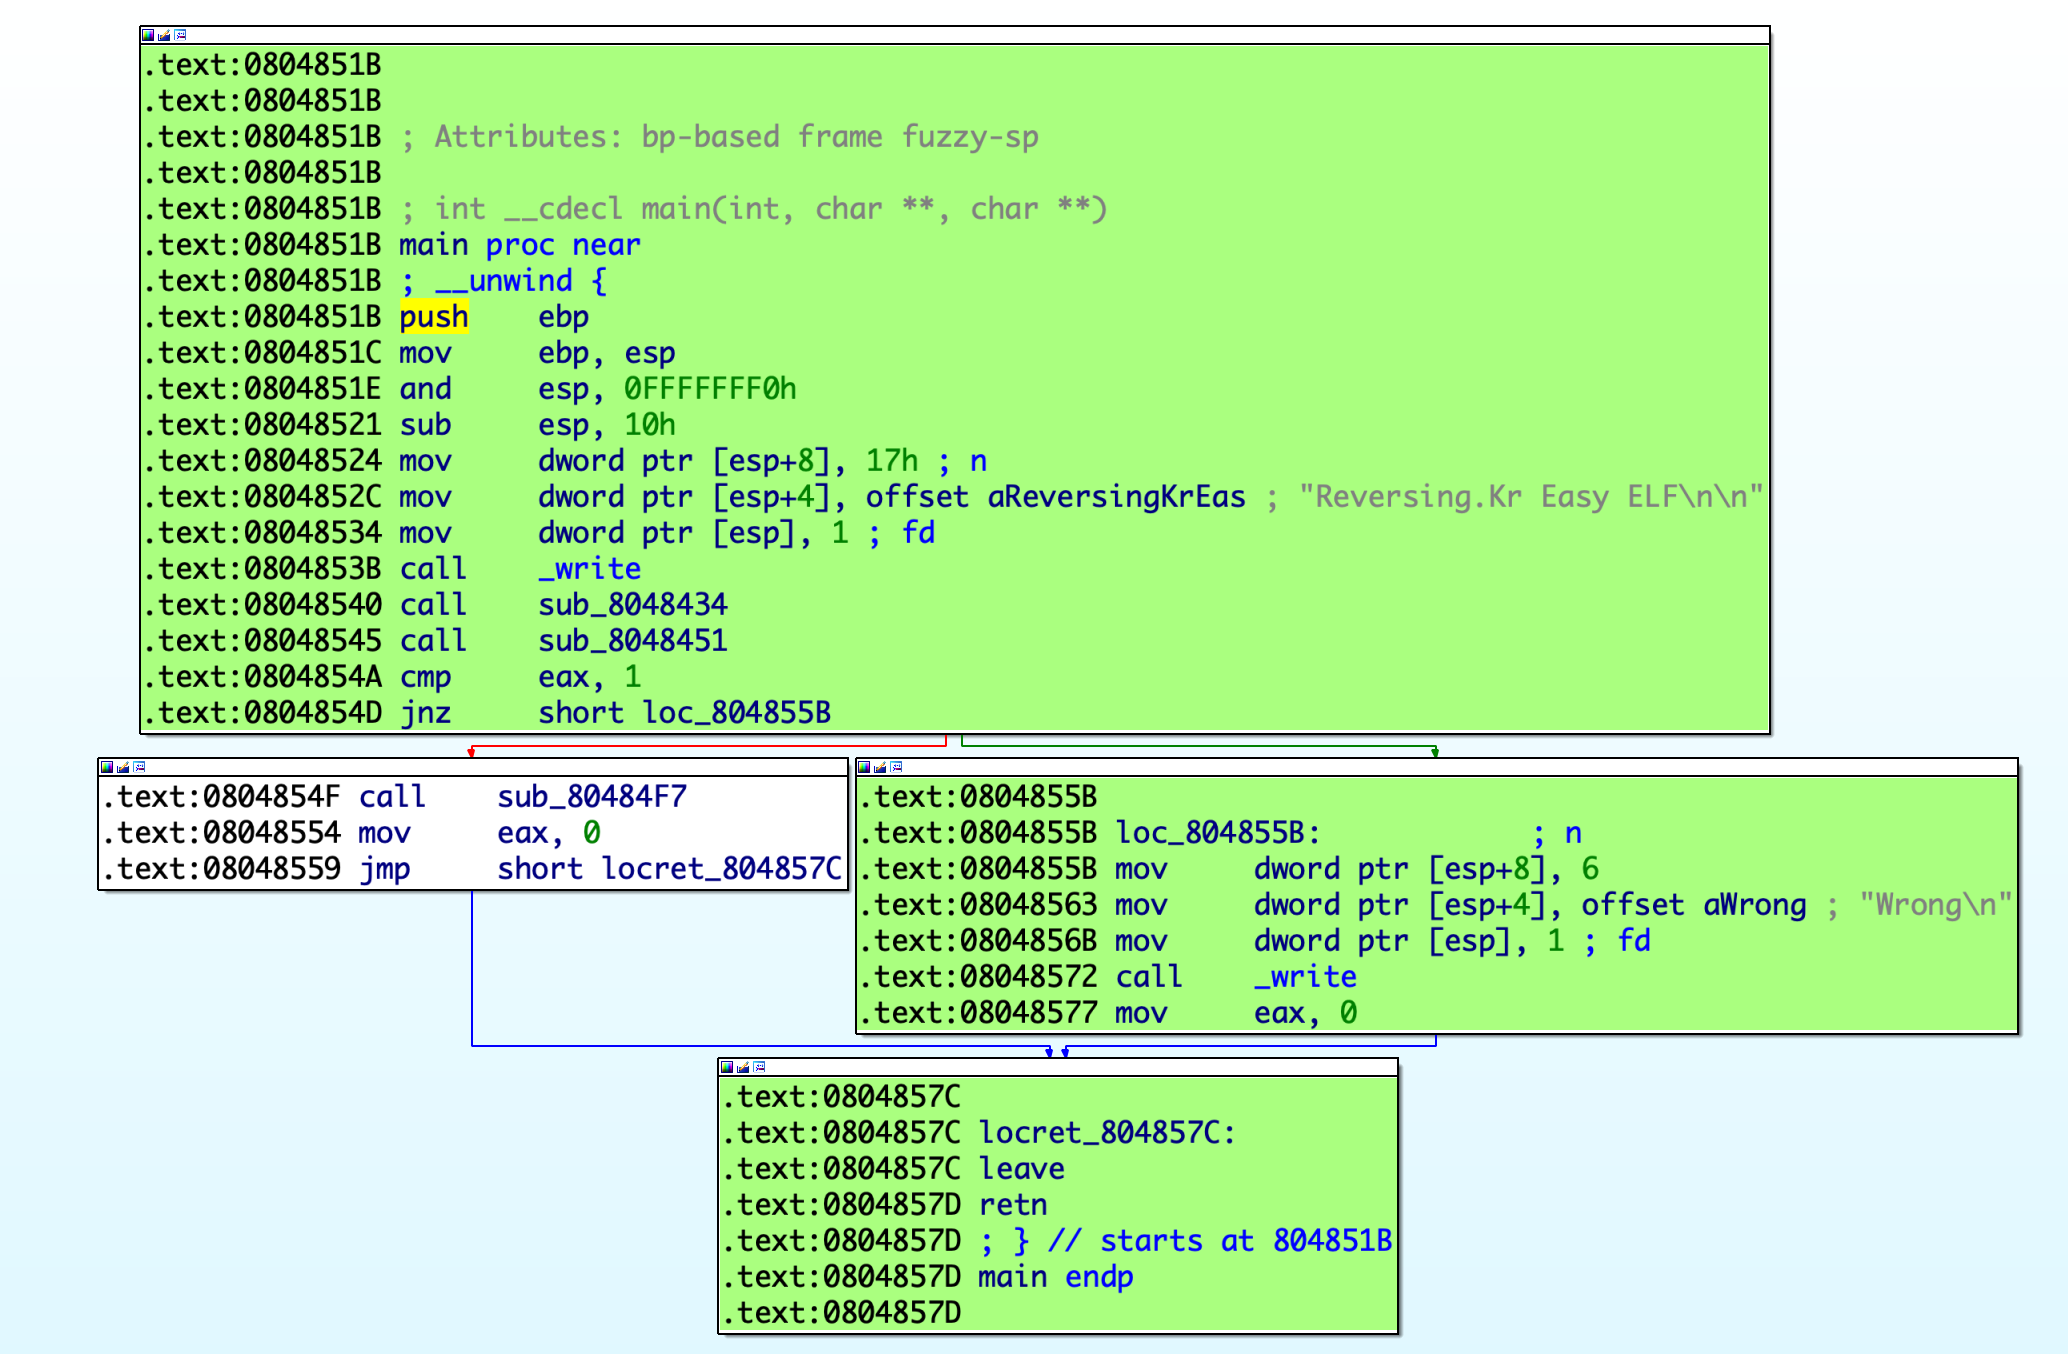 .text:0804851B
.text:0804851B
.text:0804851B ; Attributes: bp-based frame fuzzy-sp
.text:0804851B
.text:0804851B ; int __cdecl main(int, char **, char **)
.text:0804851B main proc near
.text:0804851B ; __unwind {
.text:0804851B push    ebp
.text:0804851C mov     ebp, esp
.text:0804851E and     esp, 0FFFFFFF0h
.text:08048521 sub     esp, 10h
.text:08048524 mov     dword ptr [esp+8], 17h ; n
.text:0804852C mov     dword ptr [esp+4], offset aReversingKrEas ; "Reversing.Kr Easy ELF\n\n"
.text:08048534 mov     dword ptr [esp], 1 ; fd
.text:0804853B call    _write
.text:08048540 call    sub_8048434
.text:08048545 call    sub_8048451
.text:0804854A cmp     eax, 1
.text:0804854D jnz     short loc_804855B
.text:0804854F call    sub_80484F7
.text:08048554 mov     eax, 0
.text:08048559 jmp     short locret_804857C
.text:0804855B
.text:0804855B loc_804855B:            ; n
.text:0804855B mov     dword ptr [esp+8], 6
.text:08048563 mov     dword ptr [esp+4], offset aWrong ; "Wrong\n"
.text:0804856B mov     dword ptr [esp], 1 ; fd
.text:08048572 call    _write
.text:08048577 mov     eax, 0
.text:0804857C
.text:0804857C locret_804857C:
.text:0804857C leave
.text:0804857D retn
.text:0804857D ; } // starts at 804851B
.text:0804857D main endp
.text:0804857D